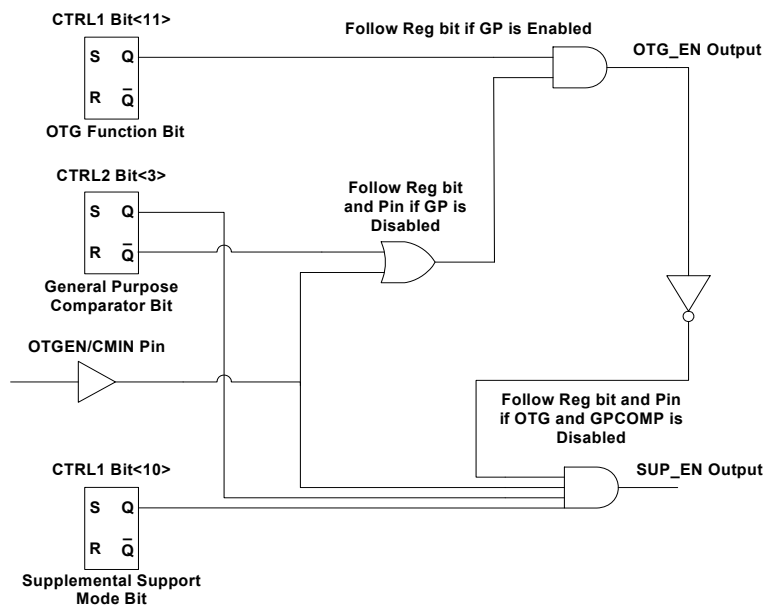 CTRL1 Bit<11>
S Q
R Q̅
OTG Function Bit
Follow Reg bit if GP is Enabled
OTG_EN Output
CTRL2 Bit<3>
S Q
R Q̅
General Purpose
Comparator Bit
Follow Reg bit
and Pin if GP is
Disabled
OTGEN/CMIN Pin
Follow Reg bit and Pin
if OTG and GPCOMP is
Disabled
CTRL1 Bit<10>
S Q
R Q̅
Supplemental Support
Mode Bit
SUP_EN Output